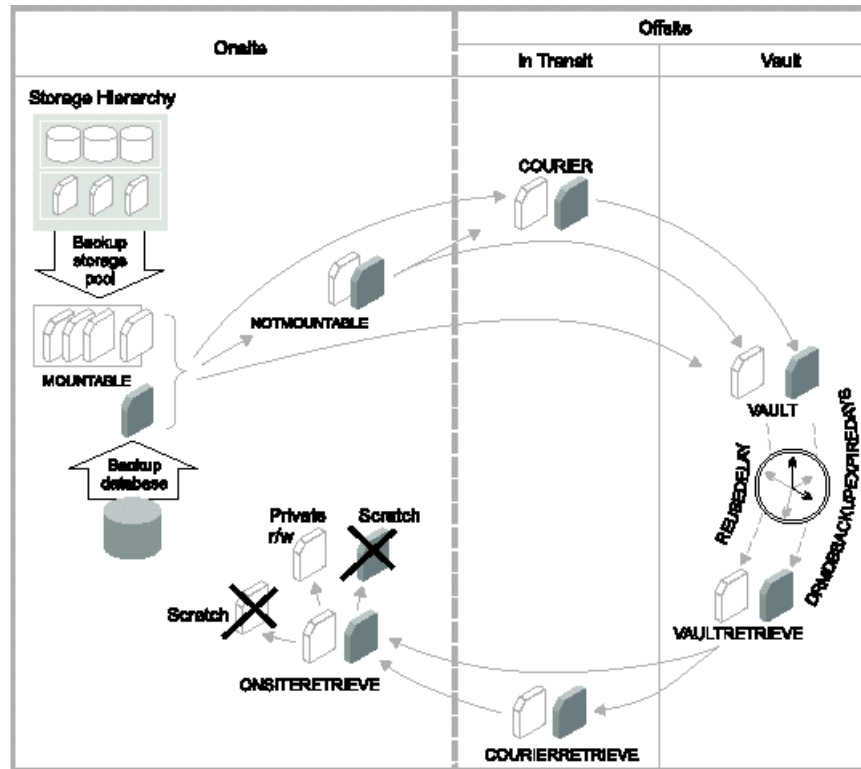 Onsite
Offsite
In Transit
Vault
Storage Hierarchy
COURIER
Backup
storage
pool
NOTMOUNTABLE
MOUNTABLE
VAULT
REUSEDELAY
DRMDBBACKUPEXPIREDAYS
Backup
database
Private
r/w
Scratch
Scratch
VAULTRETRIEVE
ONSITERETRIEVE
COURIERRETRIEVE